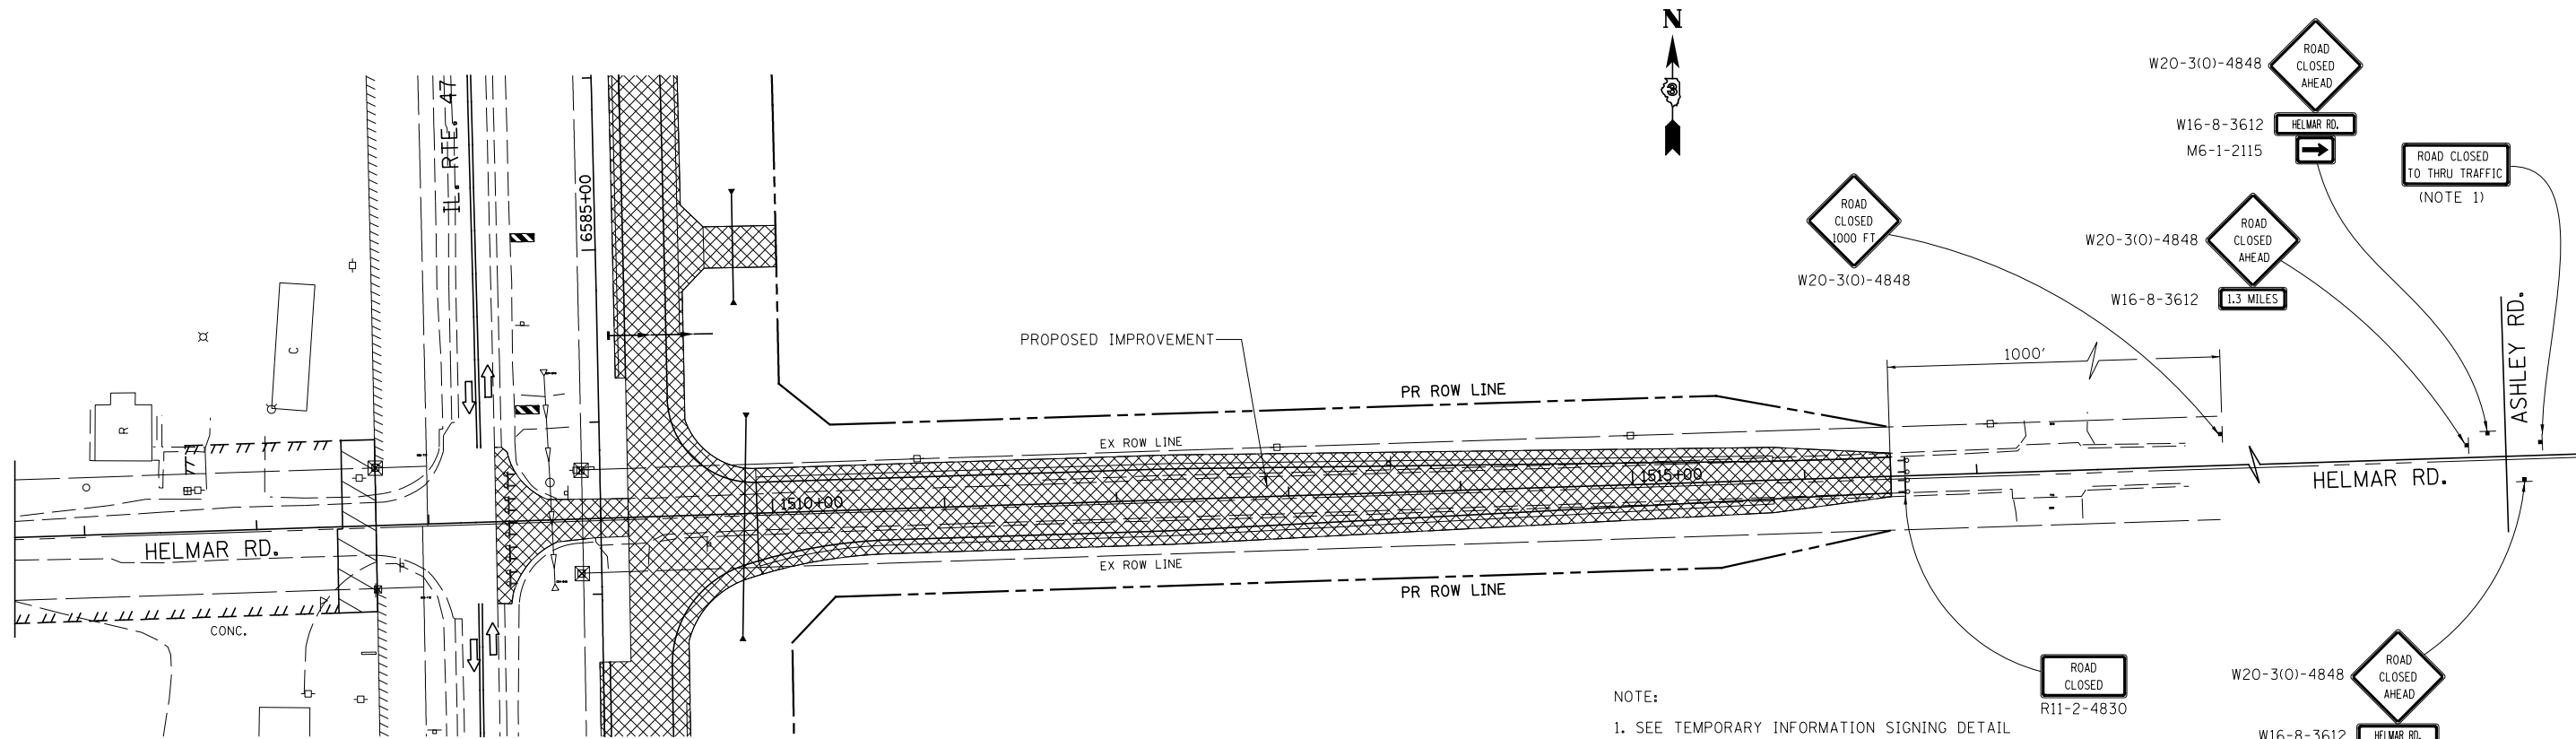 N
3
W20-3(O)-4848
ROAD
CLOSED
AHEAD
W16-8-3612
HELMAR RD.
M6-1-2115
ROAD CLOSED
TO THRU TRAFFIC
(NOTE 1)
IL. RTE. 47
6585+00
ROAD
CLOSED
1000 FT
W20-3(O)-4848
W20-3(O)-4848
ROAD
CLOSED
AHEAD
W16-8-3612
1.3 MILES
ASHLEY RD.
C
R
PROPOSED IMPROVEMENT
1000'
PR ROW LINE
EX ROW LINE
1510+00
1515+00
HELMAR RD.
HELMAR RD.
EX ROW LINE
PR ROW LINE
CONC.
ROAD
CLOSED
R11-2-4830
W20-3(O)-4848
ROAD
CLOSED
AHEAD
W16-8-3612
HELMAR RD.
NOTE:
1. SEE TEMPORARY INFORMATION SIGNING DETAIL